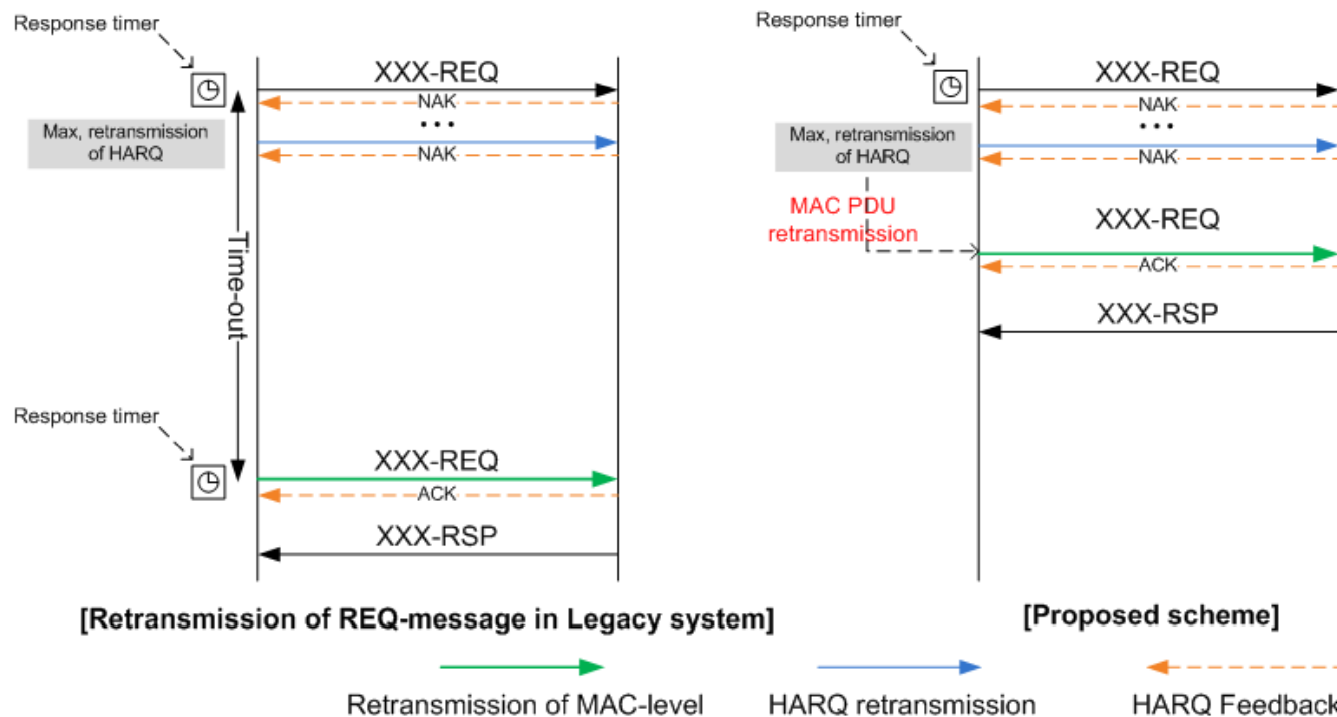 Response timer
XXX-REQ
NAK
...
Max, retransmission
of HARQ
NAK
Time-out
Response timer
XXX-REQ
ACK
XXX-RSP
[Retransmission of REQ-message in Legacy system]
Response timer
XXX-REQ
NAK
...
Max, retransmission
of HARQ
NAK
MAC PDU
retransmission
XXX-REQ
ACK
XXX-RSP
[Proposed scheme]
Retransmission of MAC-level
HARQ retransmission
HARQ Feedback